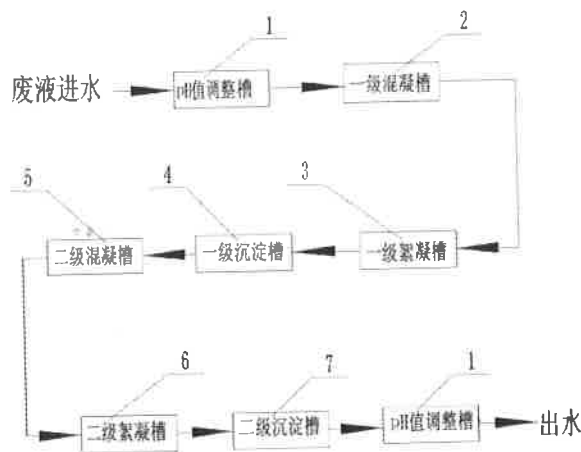 1
2
废液进水
pH值调整槽
一级混凝槽
5
4
3
二级混凝槽
一级沉淀槽
一级絮凝槽
6
7
1
二级絮凝槽
二级沉淀槽
pH值调整槽
出水